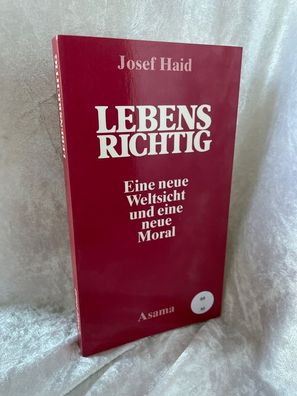 Josef Haid
LEBENS
RICHTIG
Eine neue
Weltsicht
und eine
neue
Moral
Asama